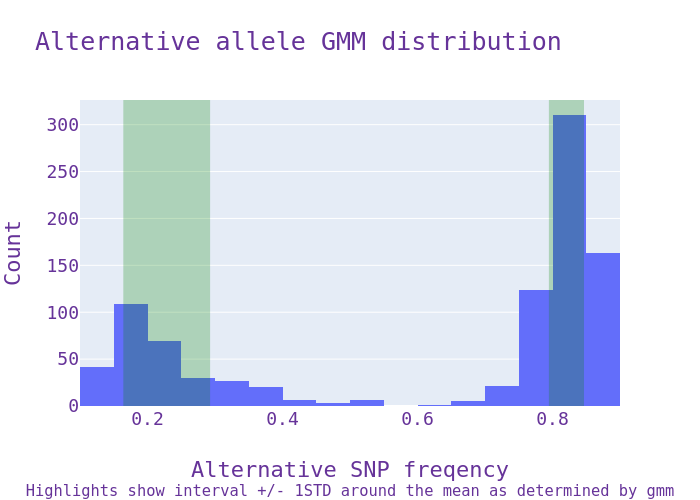 Alternative allele GMM distribution
300
250
200
150
100
50
0
Count
0.2
0.4
0.6
0.8
Alternative SNP freqency
Highlights show interval +/- 1STD around the mean as determined by gmm